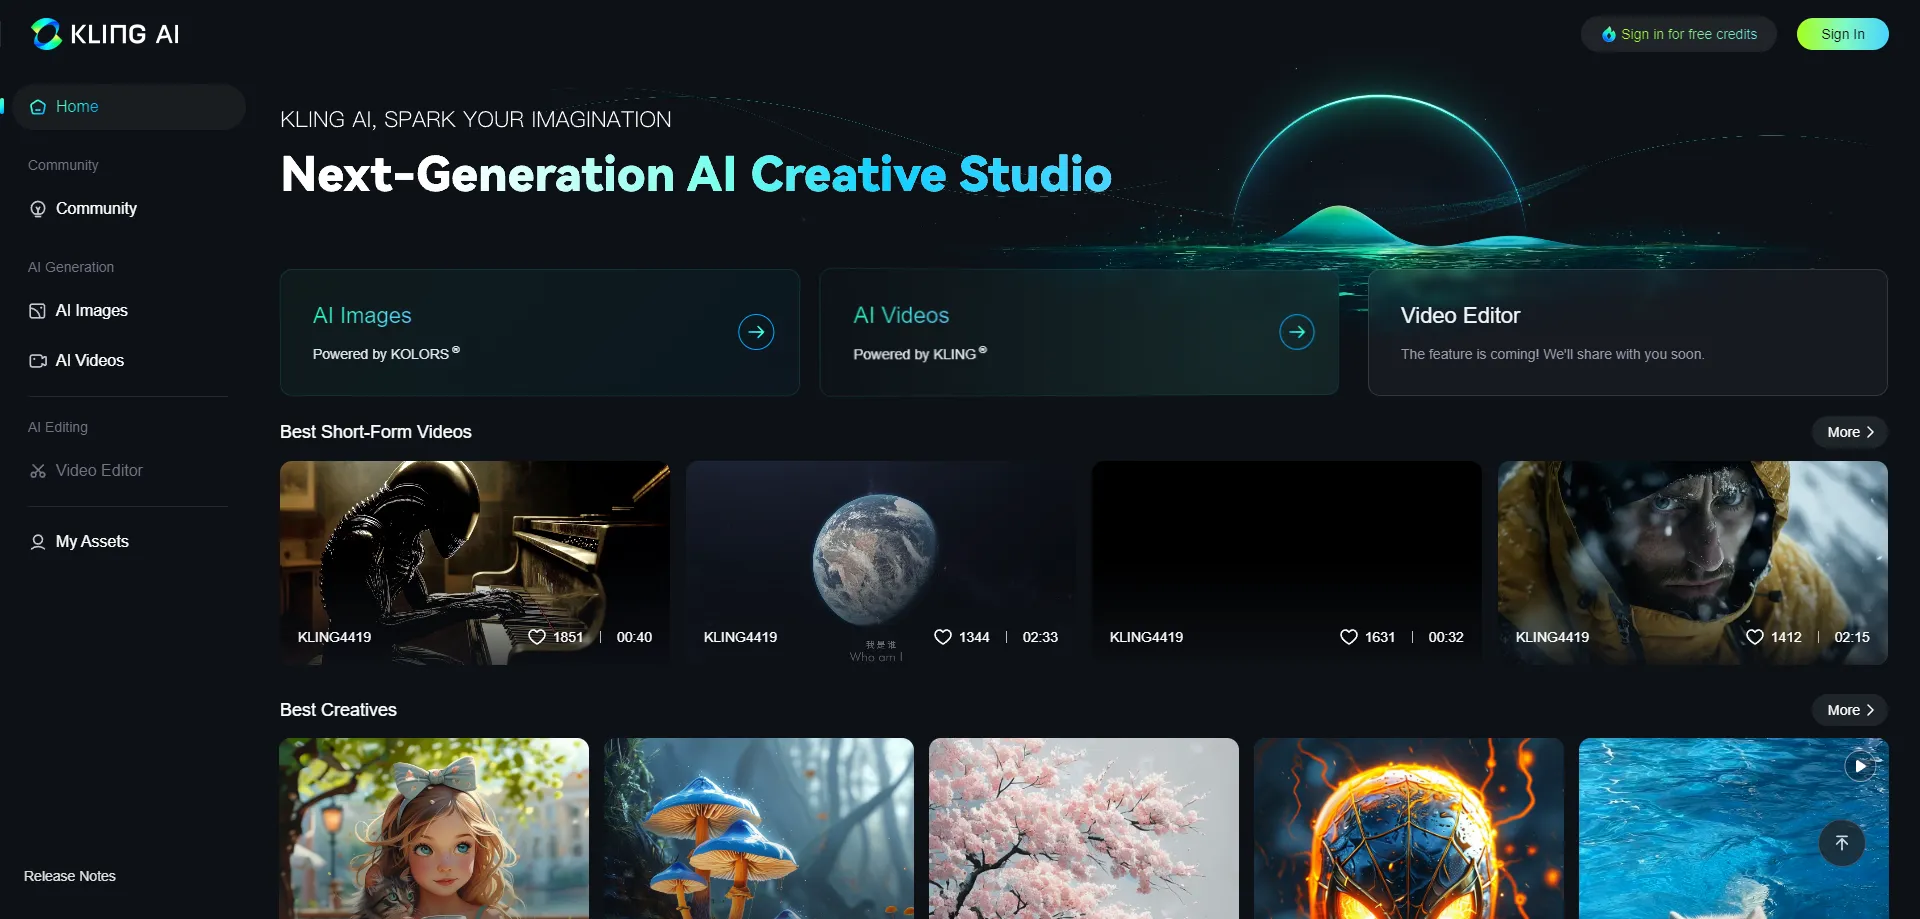 KLING AI
Sign in for free credits
Sign In
Home
Community
Community
AI Generation
AI Images
AI Videos
AI Editing
Video Editor
My Assets
Release Notes
KLING AI, SPARK YOUR IMAGINATION
Next-Generation AI Creative Studio
AI Images
Powered by KOLORS®
AI Videos
Powered by KLING®
Video Editor
The feature is coming! We'll share with you soon.
Best Short-Form Videos
More
KLING4419
1851
00:40
我是谁
Who am I
KLING4419
1344
02:33
KLING4419
1631
00:32
KLING4419
1412
02:15
Best Creatives
More